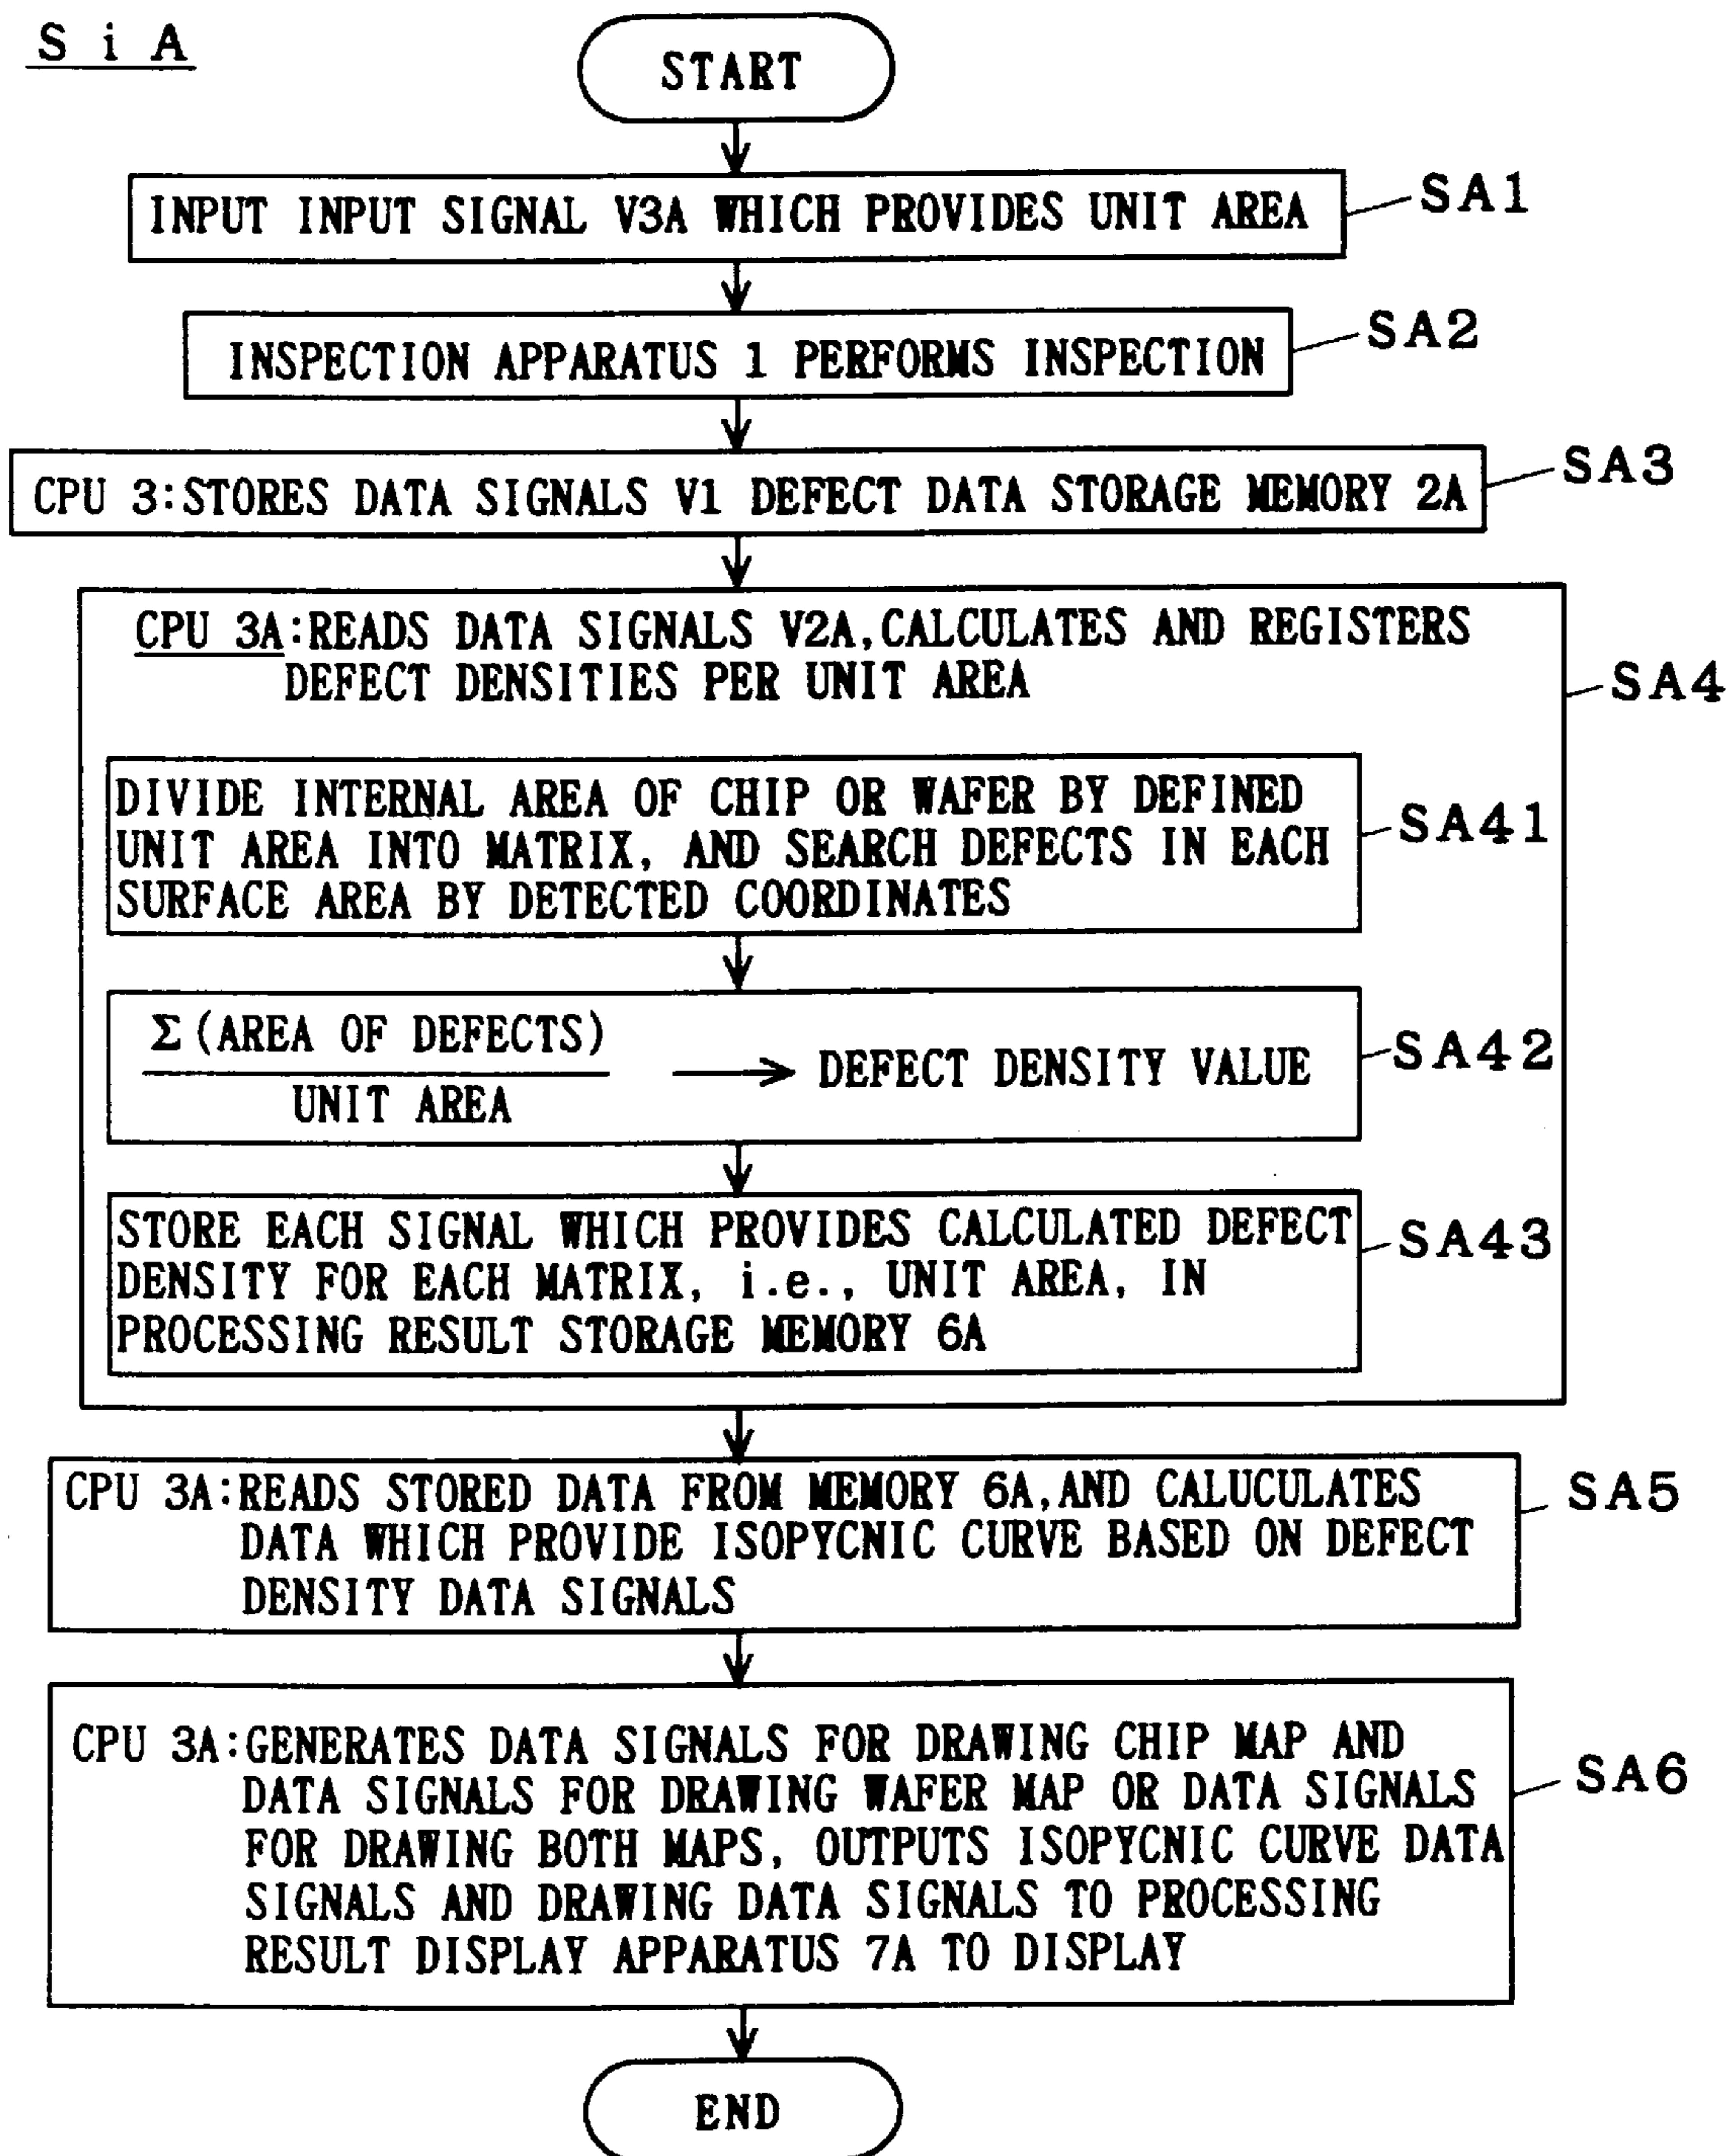 S i A
START
INPUT INPUT SIGNAL V3A WHICH PROVIDES UNIT AREA
SA1
INSPECTION APPARATUS 1 PERFORMS INSPECTION
SA2
CPU 3:STORES DATA SIGNALS V1 DEFECT DATA STORAGE MEMORY 2A
SA3
CPU 3A:READS DATA SIGNALS V2A,CALCULATES AND REGISTERS
DEFECT DENSITIES PER UNIT AREA
SA4
DIVIDE INTERNAL AREA OF CHIP OR WAFER BY DEFINED
UNIT AREA INTO MATRIX, AND SEARCH DEFECTS IN EACH
SURFACE AREA BY DETECTED COORDINATES
SA41
Σ(AREA OF DEFECTS)
UNIT AREA
→ DEFECT DENSITY VALUE
SA42
STORE EACH SIGNAL WHICH PROVIDES CALCULATED DEFECT
DENSITY FOR EACH MATRIX, i.e., UNIT AREA, IN
PROCESSING RESULT STORAGE MEMORY 6A
SA43
CPU 3A:READS STORED DATA FROM MEMORY 6A,AND CALUCULATES
DATA WHICH PROVIDE ISOPYCNIC CURVE BASED ON DEFECT
DENSITY DATA SIGNALS
SA5
CPU 3A:GENERATES DATA SIGNALS FOR DRAWING CHIP MAP AND
DATA SIGNALS FOR DRAWING WAFER MAP OR DATA SIGNALS
FOR DRAWING BOTH MAPS, OUTPUTS ISOPYCNIC CURVE DATA
SIGNALS AND DRAWING DATA SIGNALS TO PROCESSING
RESULT DISPLAY APPARATUS 7A TO DISPLAY
SA6
END